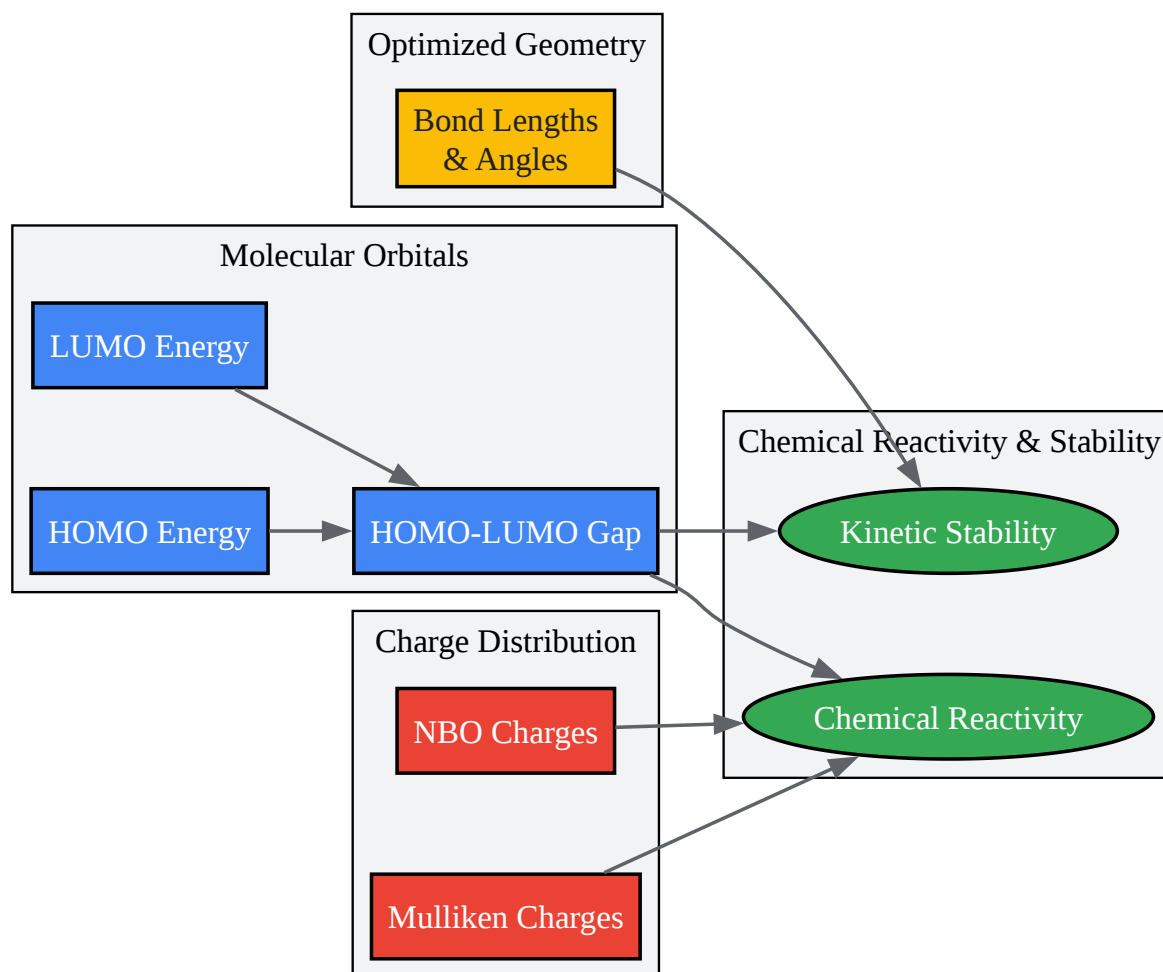 Optimized Geometry
Bond Lengths
& Angles
Molecular Orbitals
LUMO Energy
HOMO Energy
HOMO-LUMO Gap
Chemical Reactivity & Stability
Kinetic Stability
Chemical Reactivity
Charge Distribution
NBO Charges
Mulliken Charges